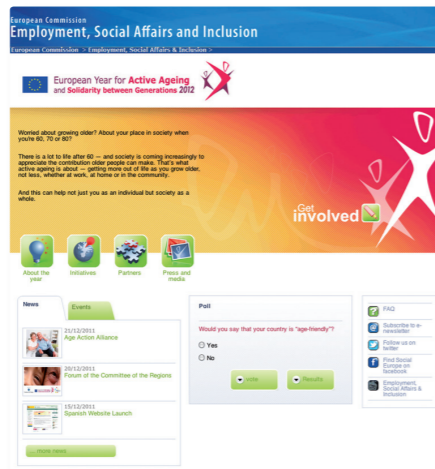 European Commission
Employment, Social Affairs and Inclusion
European Commission > Employment, Social Affairs & Inclusion >
European Year for Active Ageing
and Solidarity between Generations 2012
Worried about growing older? About your place in society when
you're 60, 70 or 80?
There is a lot to life after 60 — and society is coming increasingly to
appreciate the contribution older people can make. That's what
active ageing is about — getting more out of life as you grow older,
not less, whether at work, at home or in the community.
And this can help not just you as an individual but society as a
whole.
Get
involved
About the
year
Initiatives
Partners
Press and
media
News
Events
21/12/2011
Age Action Alliance
20/12/2011
Forum of the Committee of the Regions
15/12/2011
Spanish Website Launch
... more news
Poll
Would you say that your country is "age-friendly"?
Yes
No
vote
Results
FAQ
Subscribe to e-
newsletter
Follow us on
twitter
Find Social
Europe on
facebook
Employment,
Social Affairs &
Inclusion